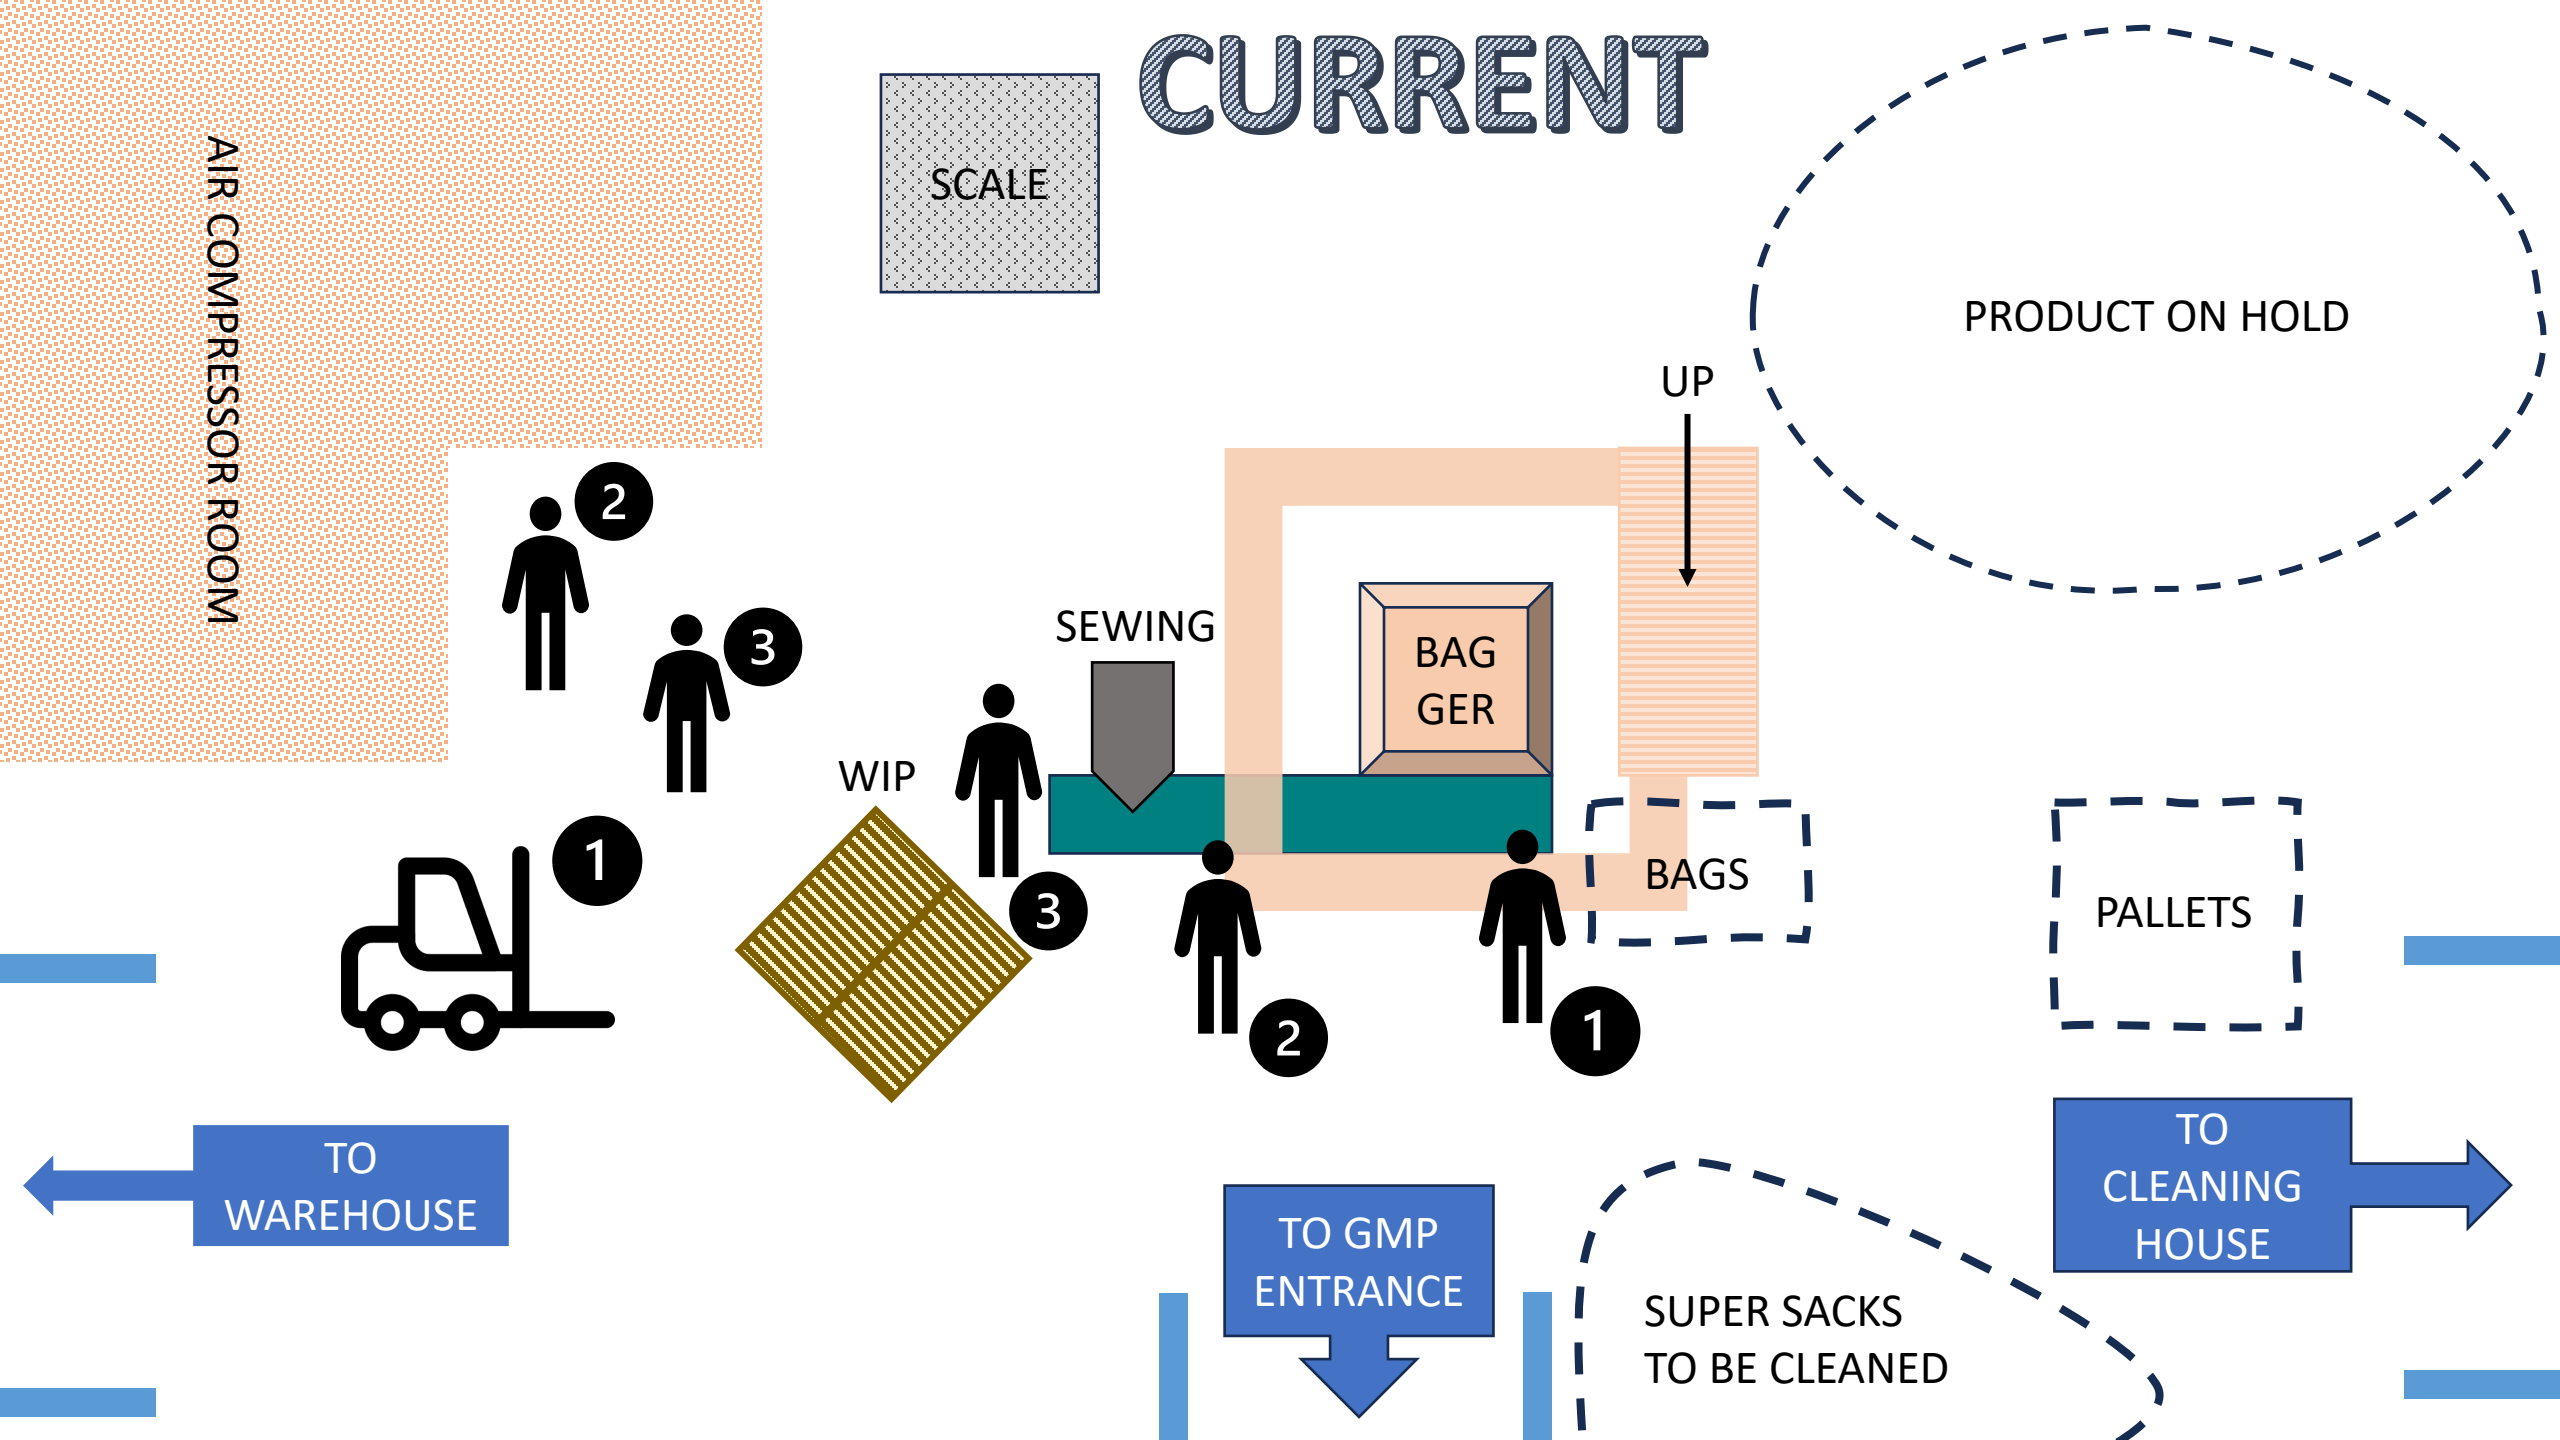 CURRENT
AIR COMPRESSOR ROOM
SCALE
PRODUCT ON HOLD
UP
2
3
SEWING
BAG
GER
WIP
1
3
BAGS
PALLETS
2
1
TO
WAREHOUSE
TO GMP
ENTRANCE
TO
CLEANING
HOUSE
SUPER SACKS
TO BE CLEANED